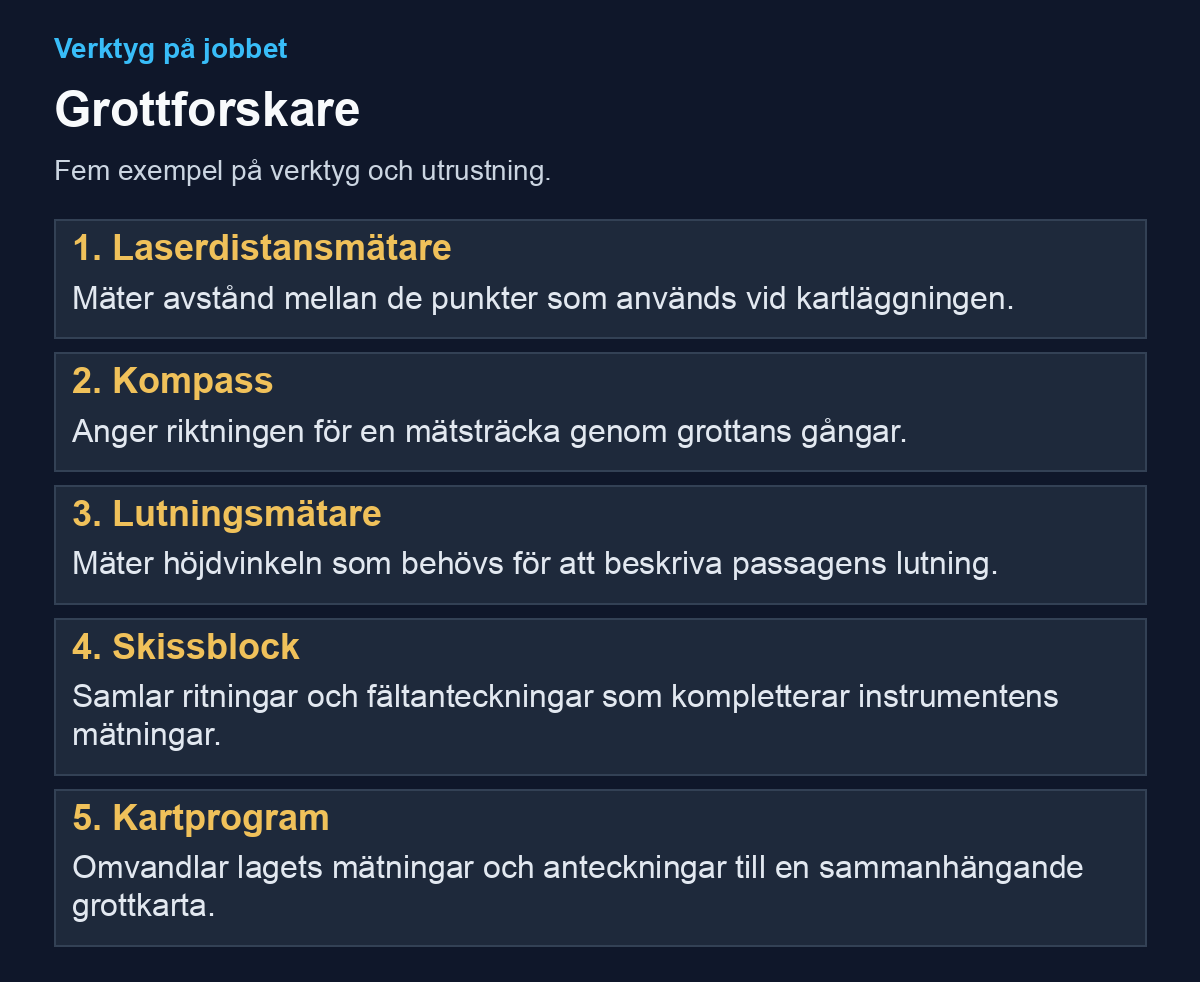 Verktyg på jobbet
Grottforskare
Fem exempel på verktyg och utrustning.
1. Laserdistansmätare
Mäter avstånd mellan de punkter som används vid kartläggningen.
2. Kompass
Anger riktningen för en mätsträcka genom grottans gångar.
3. Lutningsmätare
Mäter höjdvinkeln som behövs för att beskriva passagens lutning.
4. Skissblock
Samlar ritningar och fältanteckningar som kompletterar instrumentens
mätningar.
5. Kartprogram
Omvandlar lagets mätningar och anteckningar till en sammanhängande
grottkarta.